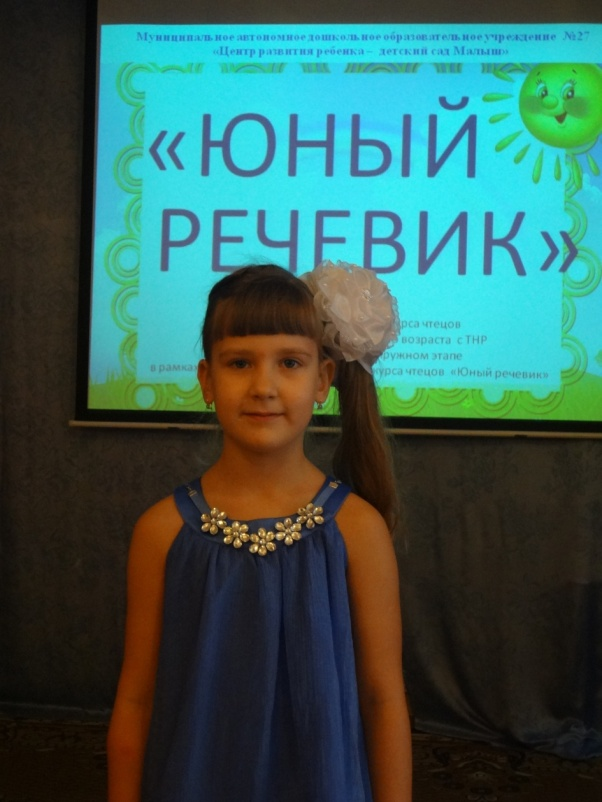 Муниципальное автономное дошкольное образовательное учреждение №27
«Центр развития ребенка – детский сад Малыш»
«ЮНЫЙ
РЕЧЕВИК»
чтецов
возраста с ТНР
этапе
в чтецов «Юный речевик»